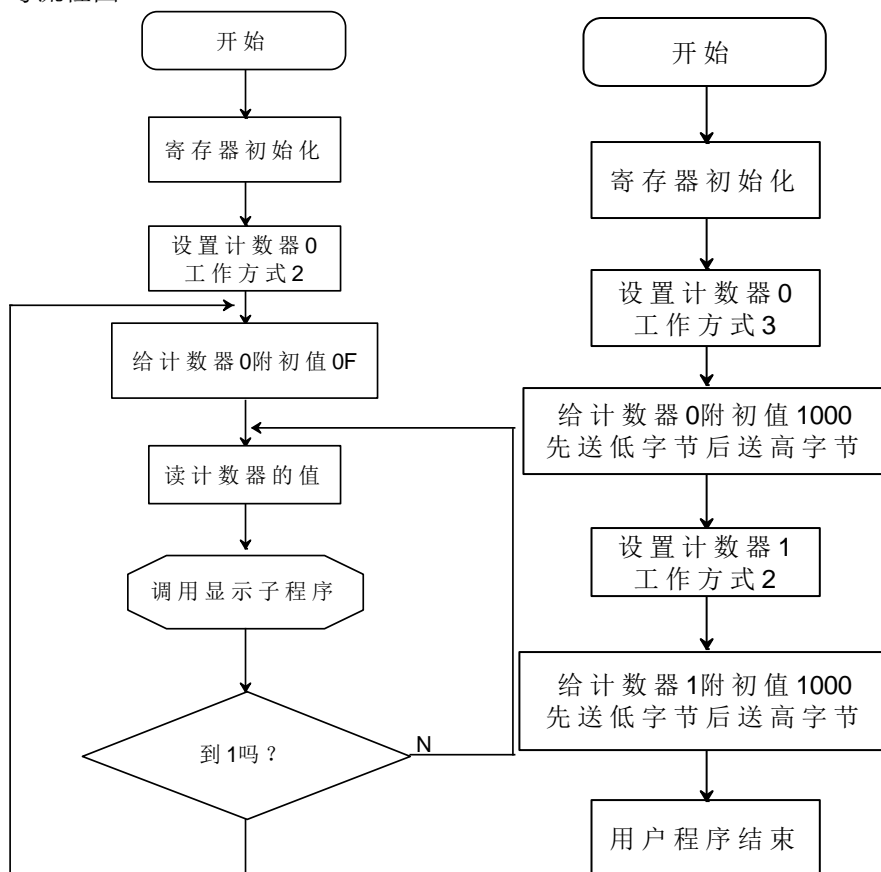 开始
寄存器初始化
设置计数器0
工作方式2
给计数器0附初值0F
读计数器的值
调用显示子程序
到1吗？
N
开始
寄存器初始化
设置计数器0
工作方式3
给计数器0附初值1000
先送低字节后送高字节
设置计数器1
工作方式2
给计数器1附初值1000
先送低字节后送高字节
用户程序结束